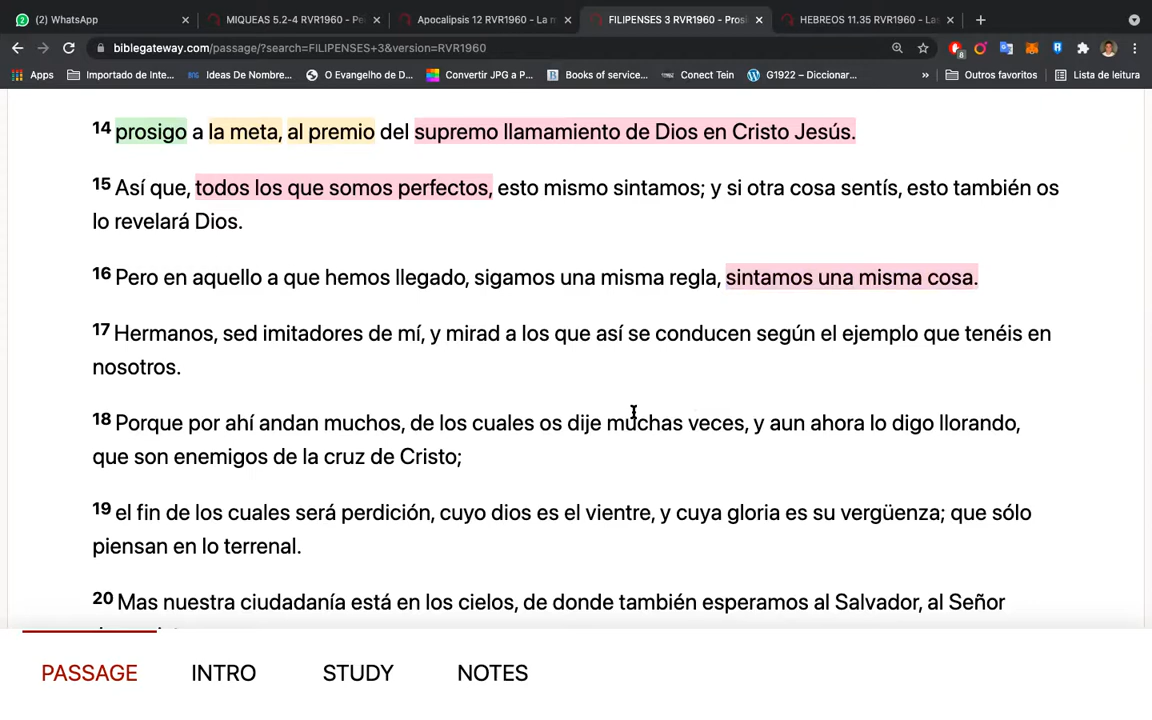 (2) WhatsApp
MIQUEAS 5.2-4 RVR1960 - Pe
Apocalipsis 12 RVR1960 - La m
FILIPENSES 3 RVR1960 - Prosi
HEBREOS 11.35 RVR1960 - La
biblegateway.com/passage/?search=FILIPENSES+3&version=RVR1960
8
Apps
Importado de Inte...
Ideas De Nombre...
O Evangelho de D...
Convertir JPG a P...
Books of service...
Conect Tein
G1922 – Diccionar...
»
Outros favoritos
Lista de leitura
14 prosigo a la meta, al premio del supremo llamamiento de Dios en Cristo Jesús.
15 Así que, todos los que somos perfectos, esto mismo sintamos; y si otra cosa sentís, esto también os
lo revelará Dios.
16 Pero en aquello a que hemos llegado, sigamos una misma regla, sintamos una misma cosa.
17 Hermanos, sed imitadores de mí, y mirad a los que así se conducen según el ejemplo que tenéis en
nosotros.
18 Porque por ahí andan muchos, de los cuales os dije muchas veces, y aun ahora lo digo llorando,
que son enemigos de la cruz de Cristo;
19 el fin de los cuales será perdición, cuyo dios es el vientre, y cuya gloria es su vergüenza; que sólo
piensan en lo terrenal.
20 Mas nuestra ciudadanía está en los cielos, de donde también esperamos al Salvador, al Señor
PASSAGE
INTRO
STUDY
NOTES